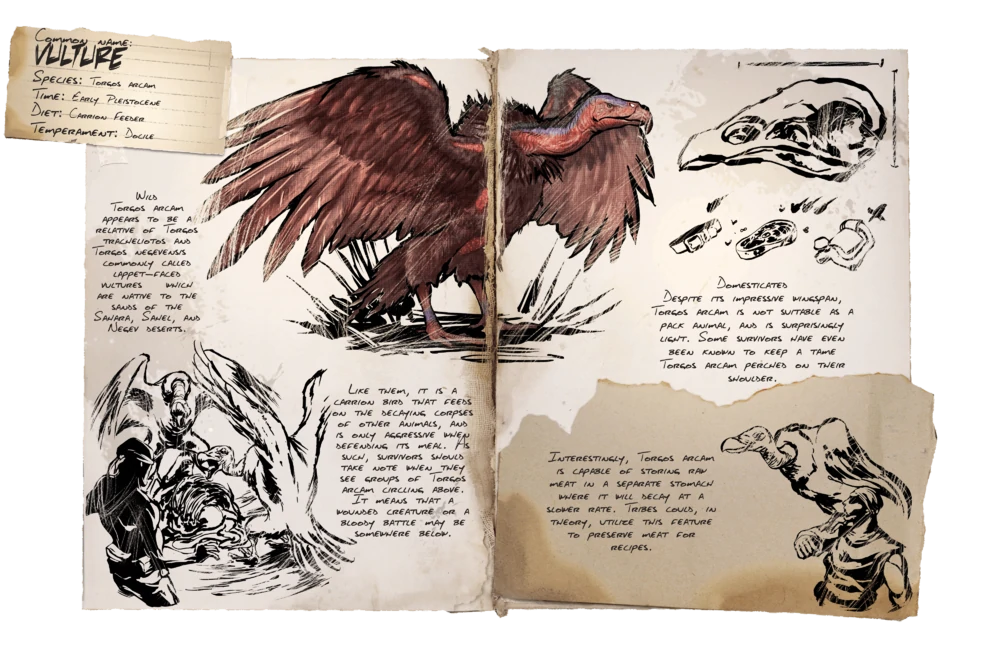 Common name:
Vulture
Species: Torgos arcam
Time: Early Pleistocene
Diet: Carrion Feeder
Temperament: Docile
Wild
Torgos arcam
appears to be a
relative of Torgos
tracheliotos and
Torgos negevensis
commonly called
lappet-faced
vultures which
are native to the
sands of the
Sahara, Sahel, and
Negev deserts.
Like them, it is a
carrion bird that feeds
on the decaying corpses
of other animals, and
is only aggressive when
defending its meal. As
such, survivors should
take note when they
see groups of Torgos
arcam circling above.
It means that a
wounded creature or a
bloody battle may be
somewhere below.
Domesticated
Despite its impressive wingspan,
Torgos arcam is not suitable as a
pack animal, and is surprisingly
light. Some survivors have even
been known to keep a tame
Torgos arcam perched on their
shoulder.
Interestingly, Torgos arcam
is capable of storing raw
meat in a separate stomach
where it will decay at a
slower rate. Tribes could, in
theory, utilize this feature
to preserve meat for
recipes.